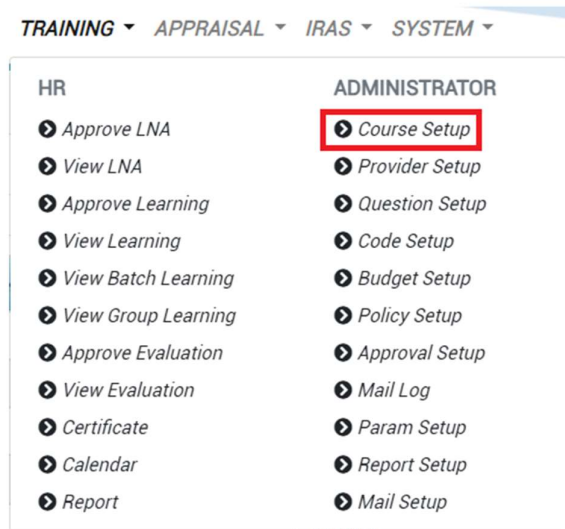 TRAINING APPRAISAL IRAS SYSTEM
HR
Approve LNA
View LNA
Approve Learning
View Learning
View Batch Learning
View Group Learning
Approve Evaluation
View Evaluation
Certificate
Calendar
Report
ADMINISTRATOR
Course Setup
Provider Setup
Question Setup
Code Setup
Budget Setup
Policy Setup
Approval Setup
Mail Log
Param Setup
Report Setup
Mail Setup